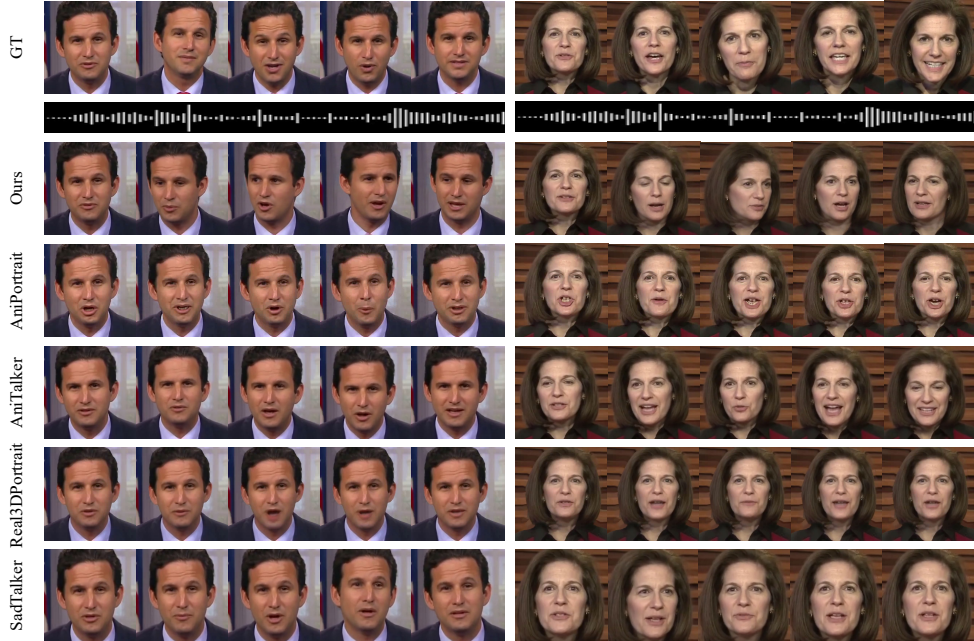 GT
Ours
AniPortrait
AniTalker
Real3DPortrait
SadTalker